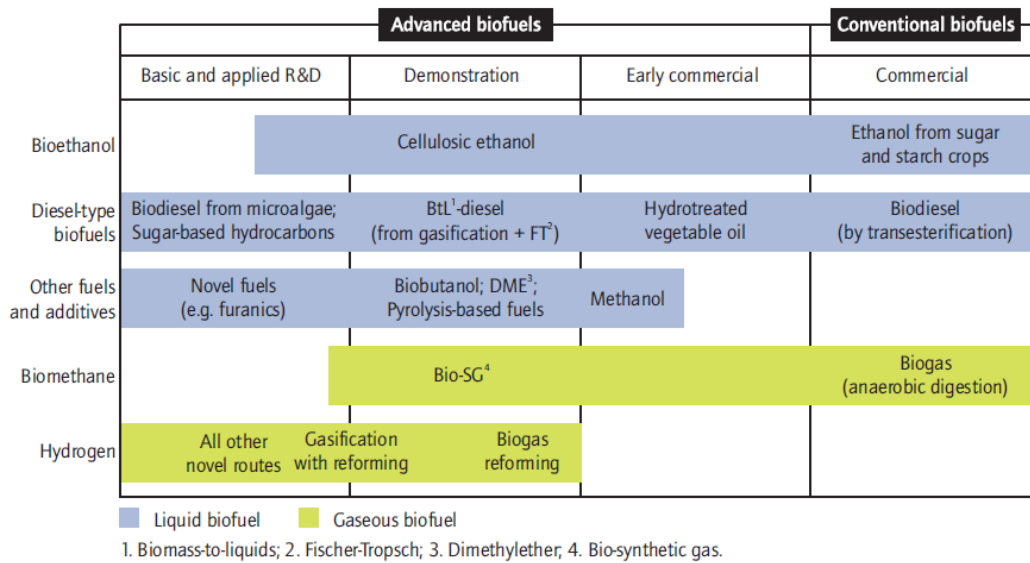 Advanced biofuels
Conventional biofuels
Basic and applied R&D
Demonstration
Early commercial
Commercial
Bioethanol
Cellulosic ethanol
Ethanol from sugar
and starch crops
Diesel-type
biofuels
Biodiesel from microalgae;
Sugar-based hydrocarbons
BtL¹-diesel
(from gasification + FT²)
Hydrotreated
vegetable oil
Biodiesel
(by transesterification)
Other fuels
and additives
Novel fuels
(e.g. furanics)
Biobutanol; DME³;
Pyrolysis-based fuels
Methanol
Biomethane
Bio-SG⁴
Biogas
(anaerobic digestion)
Hydrogen
All other
novel routes
Gasification
with reforming
Biogas
reforming
Liquid biofuel
Gaseous biofuel
1. Biomass-to-liquids; 2. Fischer-Tropsch; 3. Dimethylether; 4. Bio-synthetic gas.